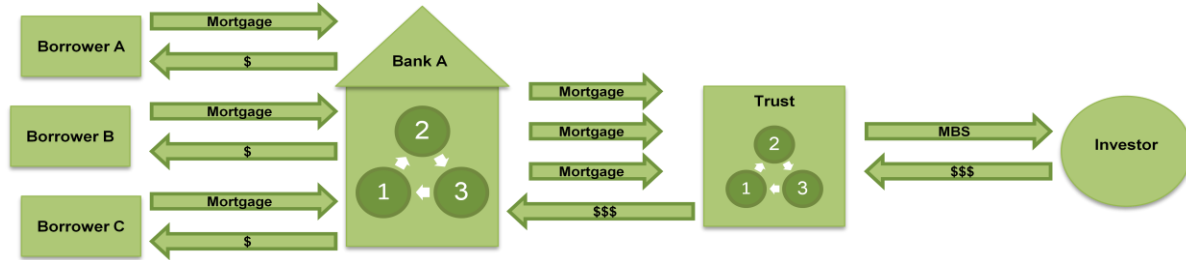 Borrower A
Mortgage
$
Bank A
Borrower B
Mortgage
$
2
1
3
Borrower C
Mortgage
$
Mortgage
Mortgage
Mortgage
$$$
Trust
2
1
3
MBS
$$$
Investor